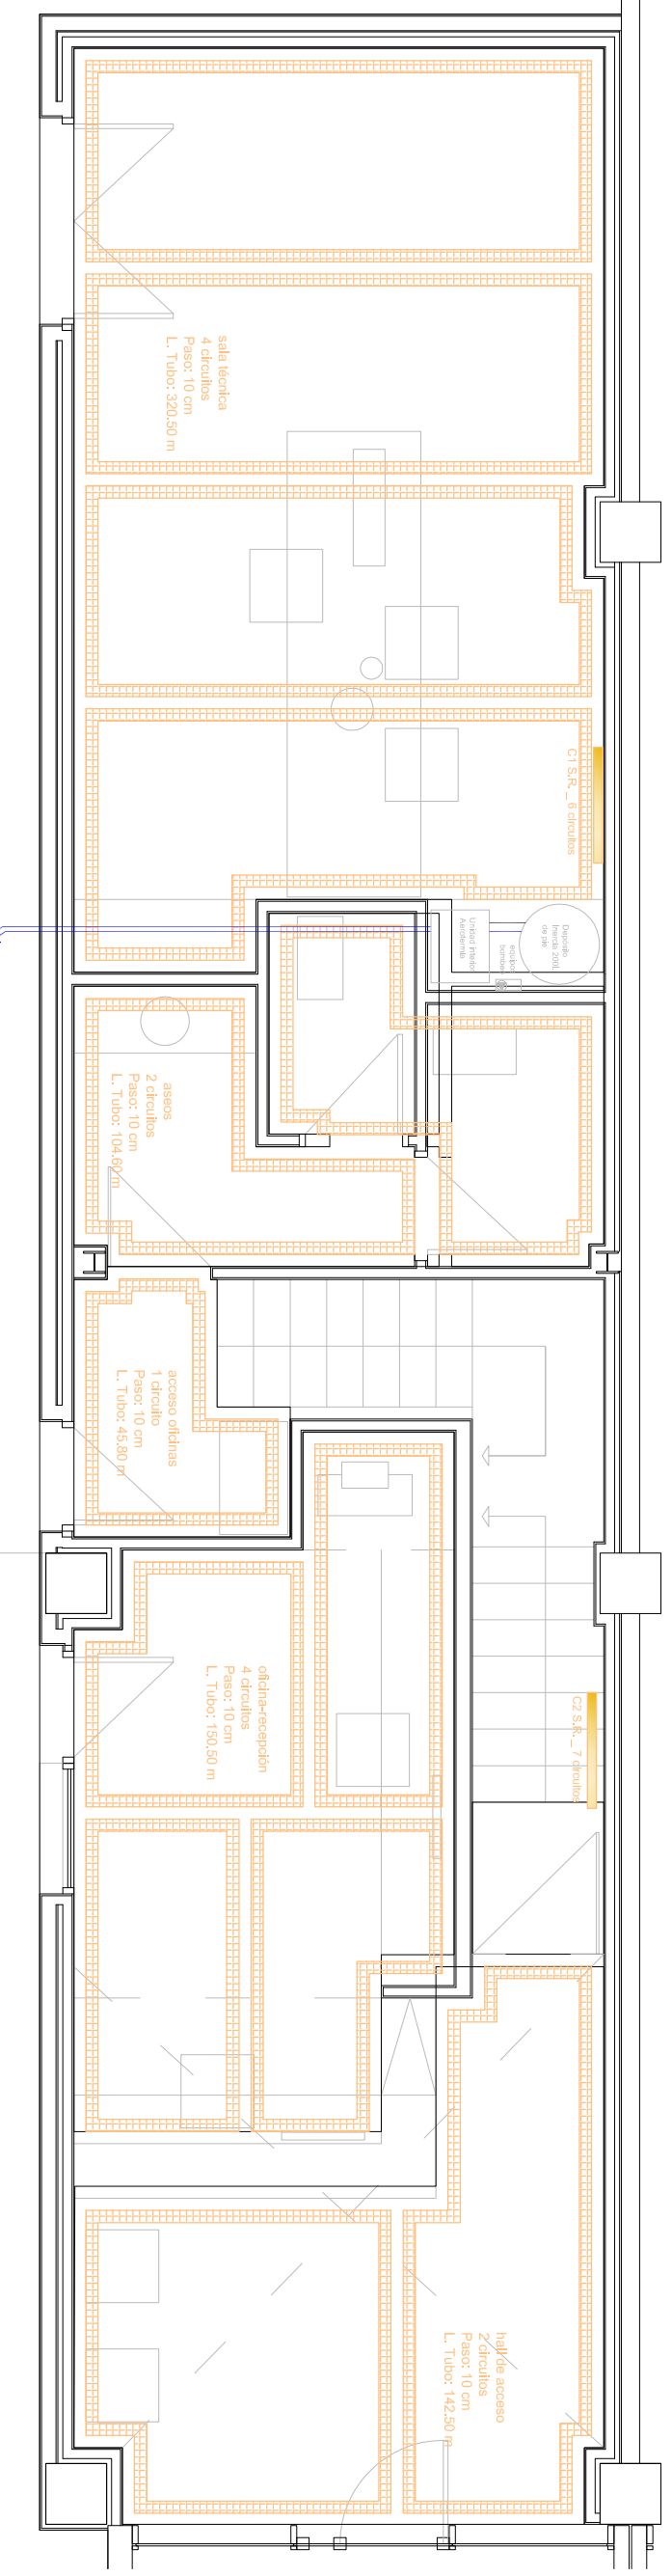 sala técnica
4 circuitos
Paso: 10 cm
L. Tubo: 320.50 m
C1 S.R. _ 6 circuitos
Depósito
Inercia 200L
de pie
equipo
bombeo
Unidad interior
Aerotermia
aseos
2 circuitos
Paso: 10 cm
L. Tubo: 104.60 m
acceso oficinas
1 circuito
Paso: 10 cm
L. Tubo: 45.80 m
oficina-recepción
4 circuitos
Paso: 10 cm
L. Tubo: 150.50 m
C2 S.R. _ 7 circuitos
hall de acceso
2 circuitos
Paso: 10 cm
L. Tubo: 142.50 m